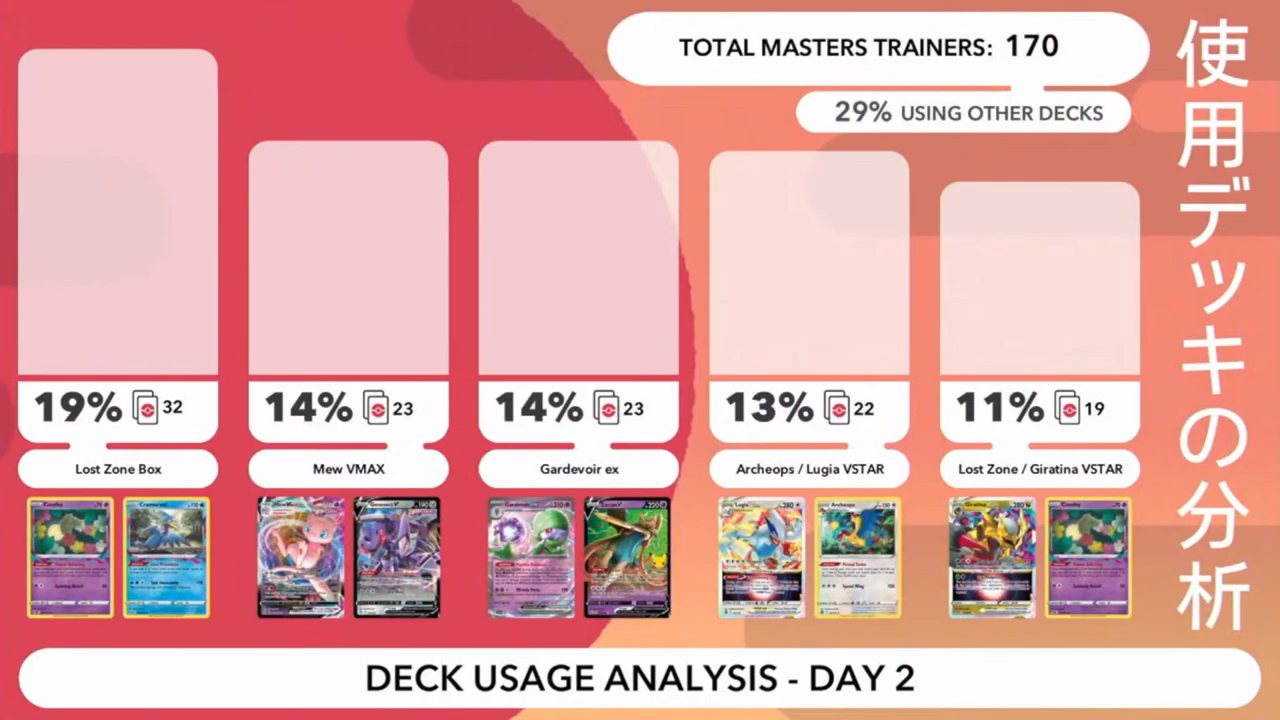 TOTAL MASTERS TRAINERS: 170
29% USING OTHER DECKS
使用デッキの分析
19% 32
Lost Zone Box
14% 23
Mew VMAX
14% 23
Gardevoir ex
13% 22
Archeops / Lugia VSTAR
11% 19
Lost Zone / Giratina VSTAR
DECK USAGE ANALYSIS - DAY 2